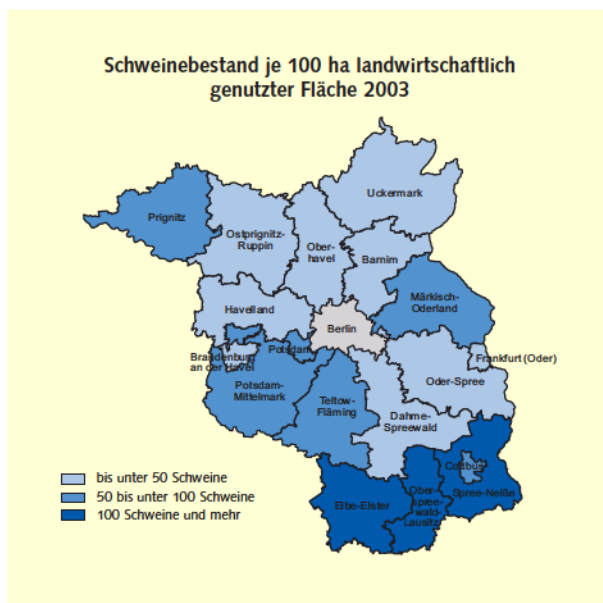 Schweinebestand je 100 ha landwirtschaftlich
genutzter Fläche 2003
Uckermark
Prignitz
Ostprignitz-
Ruppin
Ober-
havel
Barnim
Havelland
Märkisch-
Oderland
Berlin
Potsdam
Brandenburg
an der Havel
Frankfurt (Oder)
Oder-Spree
Potsdam-
Mittelmark
Teltow-
Fläming
Dahme-
Spreewald
Cottbus
Spree-Neiße
Elbe-Elster
Ober-
spree-
wald-
Lausitz
bis unter 50 Schweine
50 bis unter 100 Schweine
100 Schweine und mehr